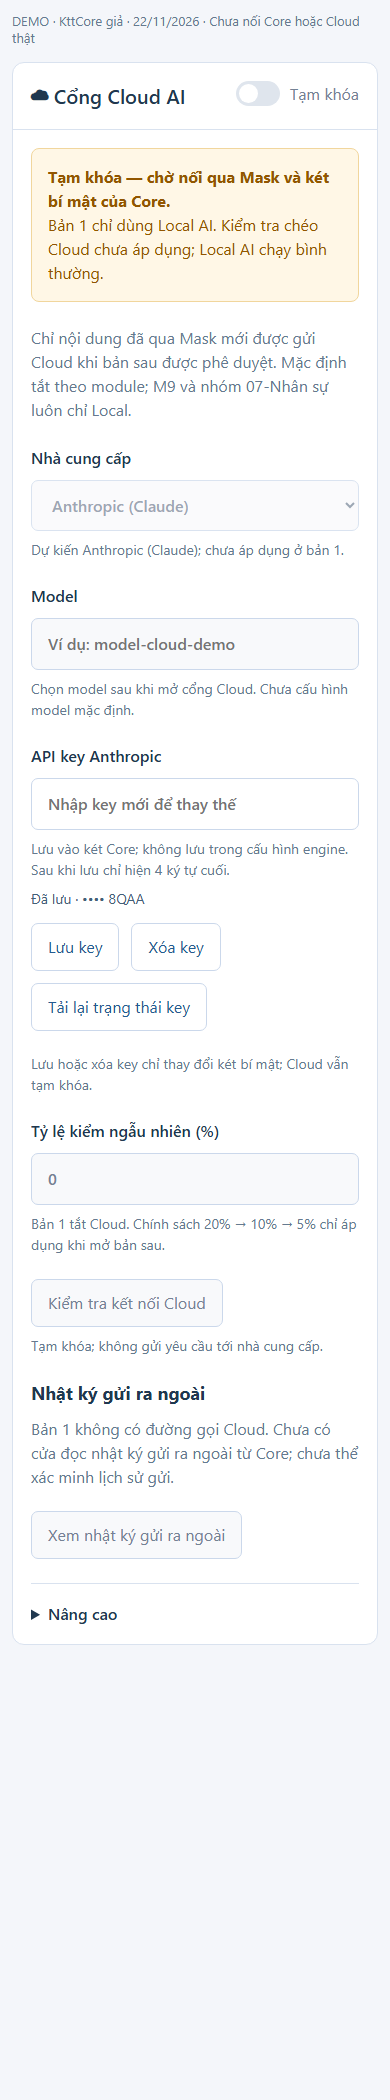 DEMO · KttCore giả · 22/11/2026 · Chưa nối Core hoặc Cloud
thật
Cổng Cloud AI
Tạm khóa
Tạm khóa — chờ nối qua Mask và két
bí mật của Core.
Bản 1 chỉ dùng Local AI. Kiểm tra chéo
Cloud chưa áp dụng; Local AI chạy bình
thường.
Chỉ nội dung đã qua Mask mới được gửi
Cloud khi bản sau được phê duyệt. Mặc định
tắt theo module; M9 và nhóm 07-Nhân sự
luôn chỉ Local.
Nhà cung cấp
Anthropic (Claude)
Dự kiến Anthropic (Claude); chưa áp dụng ở bản 1.
Model
Ví dụ: model-cloud-demo
Chọn model sau khi mở cổng Cloud. Chưa cấu hình
model mặc định.
API key Anthropic
Nhập key mới để thay thế
Lưu vào két Core; không lưu trong cấu hình engine.
Sau khi lưu chỉ hiện 4 ký tự cuối.
Đã lưu · •••• 8QAA
Lưu key
Xóa key
Tải lại trạng thái key
Lưu hoặc xóa key chỉ thay đổi két bí mật; Cloud vẫn
tạm khóa.
Tỷ lệ kiểm ngẫu nhiên (%)
0
Bản 1 tắt Cloud. Chính sách 20% → 10% → 5% chỉ áp
dụng khi mở bản sau.
Kiểm tra kết nối Cloud
Tạm khóa; không gửi yêu cầu tới nhà cung cấp.
Nhật ký gửi ra ngoài
Bản 1 không có đường gọi Cloud. Chưa có
cửa đọc nhật ký gửi ra ngoài từ Core; chưa thể
xác minh lịch sử gửi.
Xem nhật ký gửi ra ngoài
Nâng cao